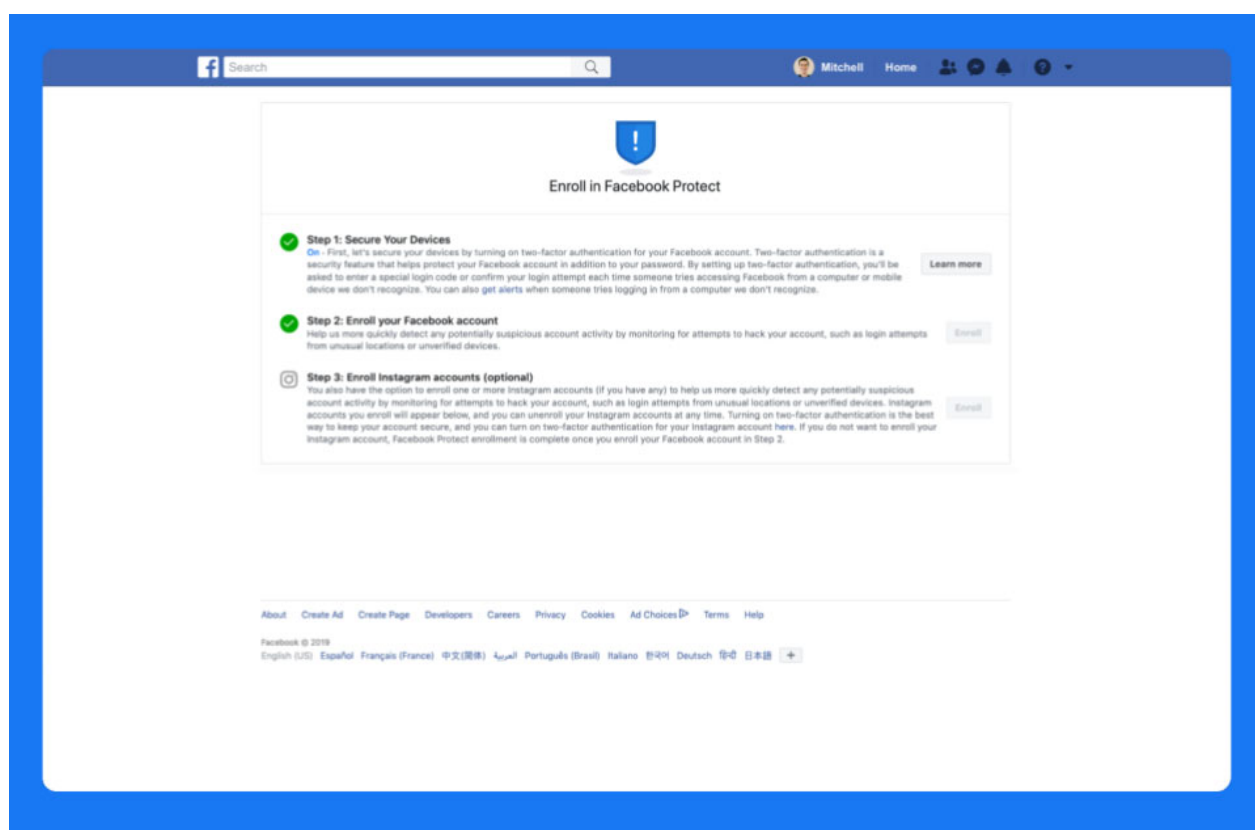 Search
Mitchell Home
Enroll in Facebook Protect
Step 1: Secure Your Devices
On · First, let's secure your devices by turning on two-factor authentication for your Facebook account. Two-factor authentication is a
security feature that helps protect your Facebook account in addition to your password. By setting up two-factor authentication, you'll be
asked to enter a special login code or confirm your login attempt each time someone tries accessing Facebook from a computer or mobile
device we don't recognize. You can also get alerts when someone tries logging in from a computer we don't recognize.
Learn more
Step 2: Enroll your Facebook account
Help us more quickly detect any potentially suspicious account activity by monitoring for attempts to hack your account, such as login attempts
from unusual locations or unverified devices.
Enroll
Step 3: Enroll Instagram accounts (optional)
You also have the option to enroll one or more Instagram accounts (if you have any) to help us more quickly detect any potentially suspicious
account activity by monitoring for attempts to hack your account, such as login attempts from unusual locations or unverified devices. Instagram
accounts you enroll will appear below, and you can unenroll your Instagram accounts at any time. Turning on two-factor authentication is the best
way to keep your account secure, and you can turn on two-factor authentication for your Instagram account here. If you do not want to enroll your
Instagram account, Facebook Protect enrollment is complete once you enroll your Facebook account in Step 2.
Enroll
About Create Ad Create Page Developers Careers Privacy Cookies Ad Choices Terms Help
Facebook © 2019
English (US) Español Français (France) 中文(简体) العربية Português (Brasil) Italiano 한국어 Deutsch हिन्दी 日本語